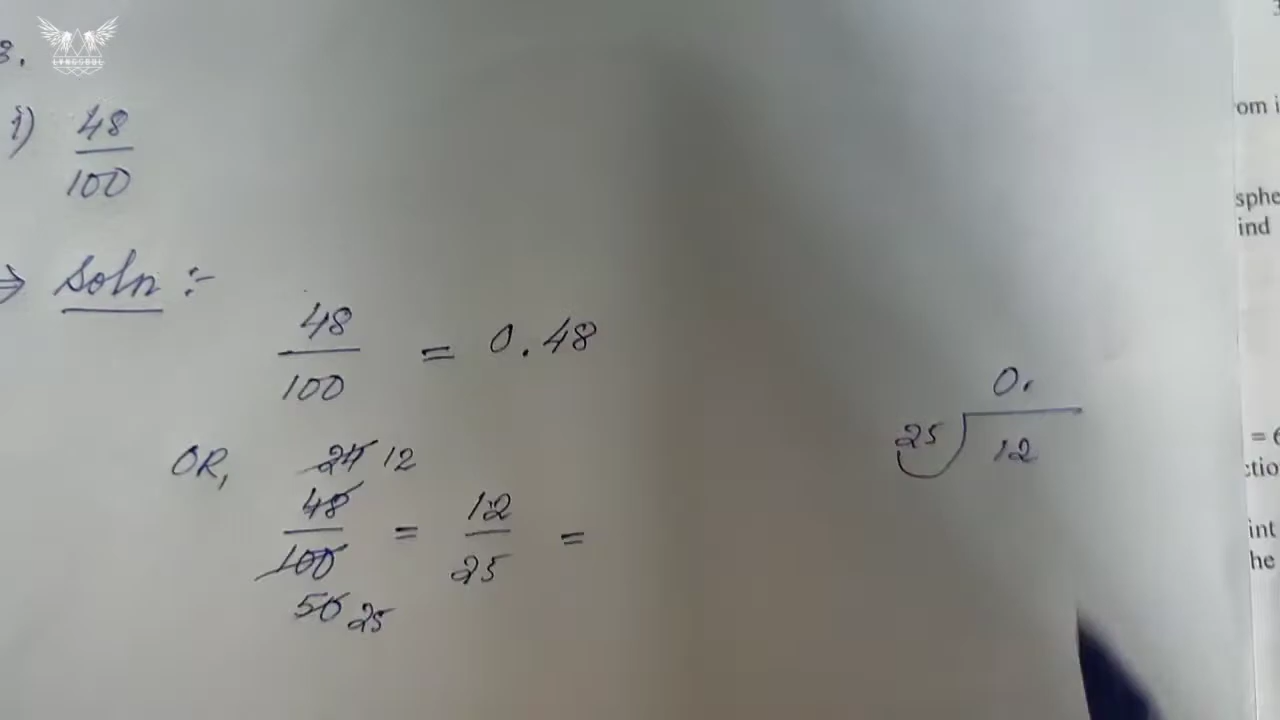 3.
i) 48/100
⇒ Soln :-
48/100 = 0.48
OR, 24 12
48/100 = 12/25 =
50 25
0.
25 12
om i
sphe
ind
= 6
ctio
int
he